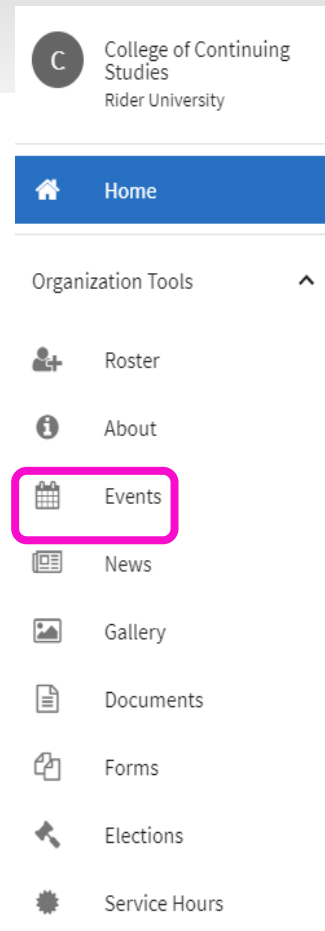 C
College of Continuing
Studies
Rider University
Home
Organization Tools
Roster
About
Events
News
Gallery
Documents
Forms
Elections
Service Hours